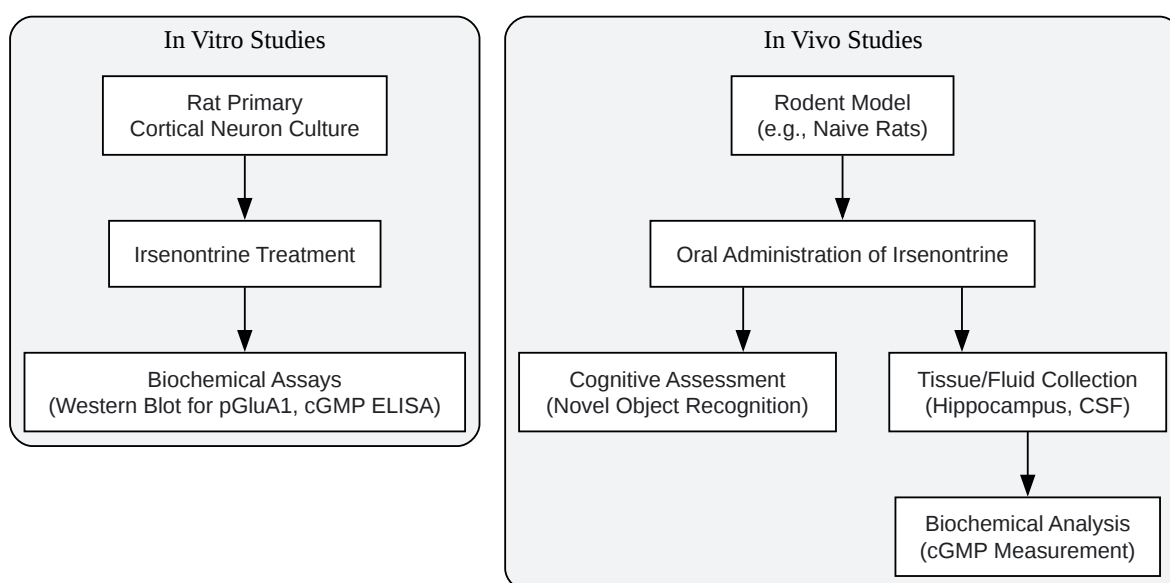 In Vitro Studies
Rat Primary
Cortical Neuron Culture
Irsenontrine Treatment
Biochemical Assays
(Western Blot for pGluA1, cGMP ELISA)
In Vivo Studies
Rodent Model
(e.g., Naive Rats)
Oral Administration of Irsenontrine
Cognitive Assessment
(Novel Object Recognition)
Tissue/Fluid Collection
(Hippocampus, CSF)
Biochemical Analysis
(cGMP Measurement)